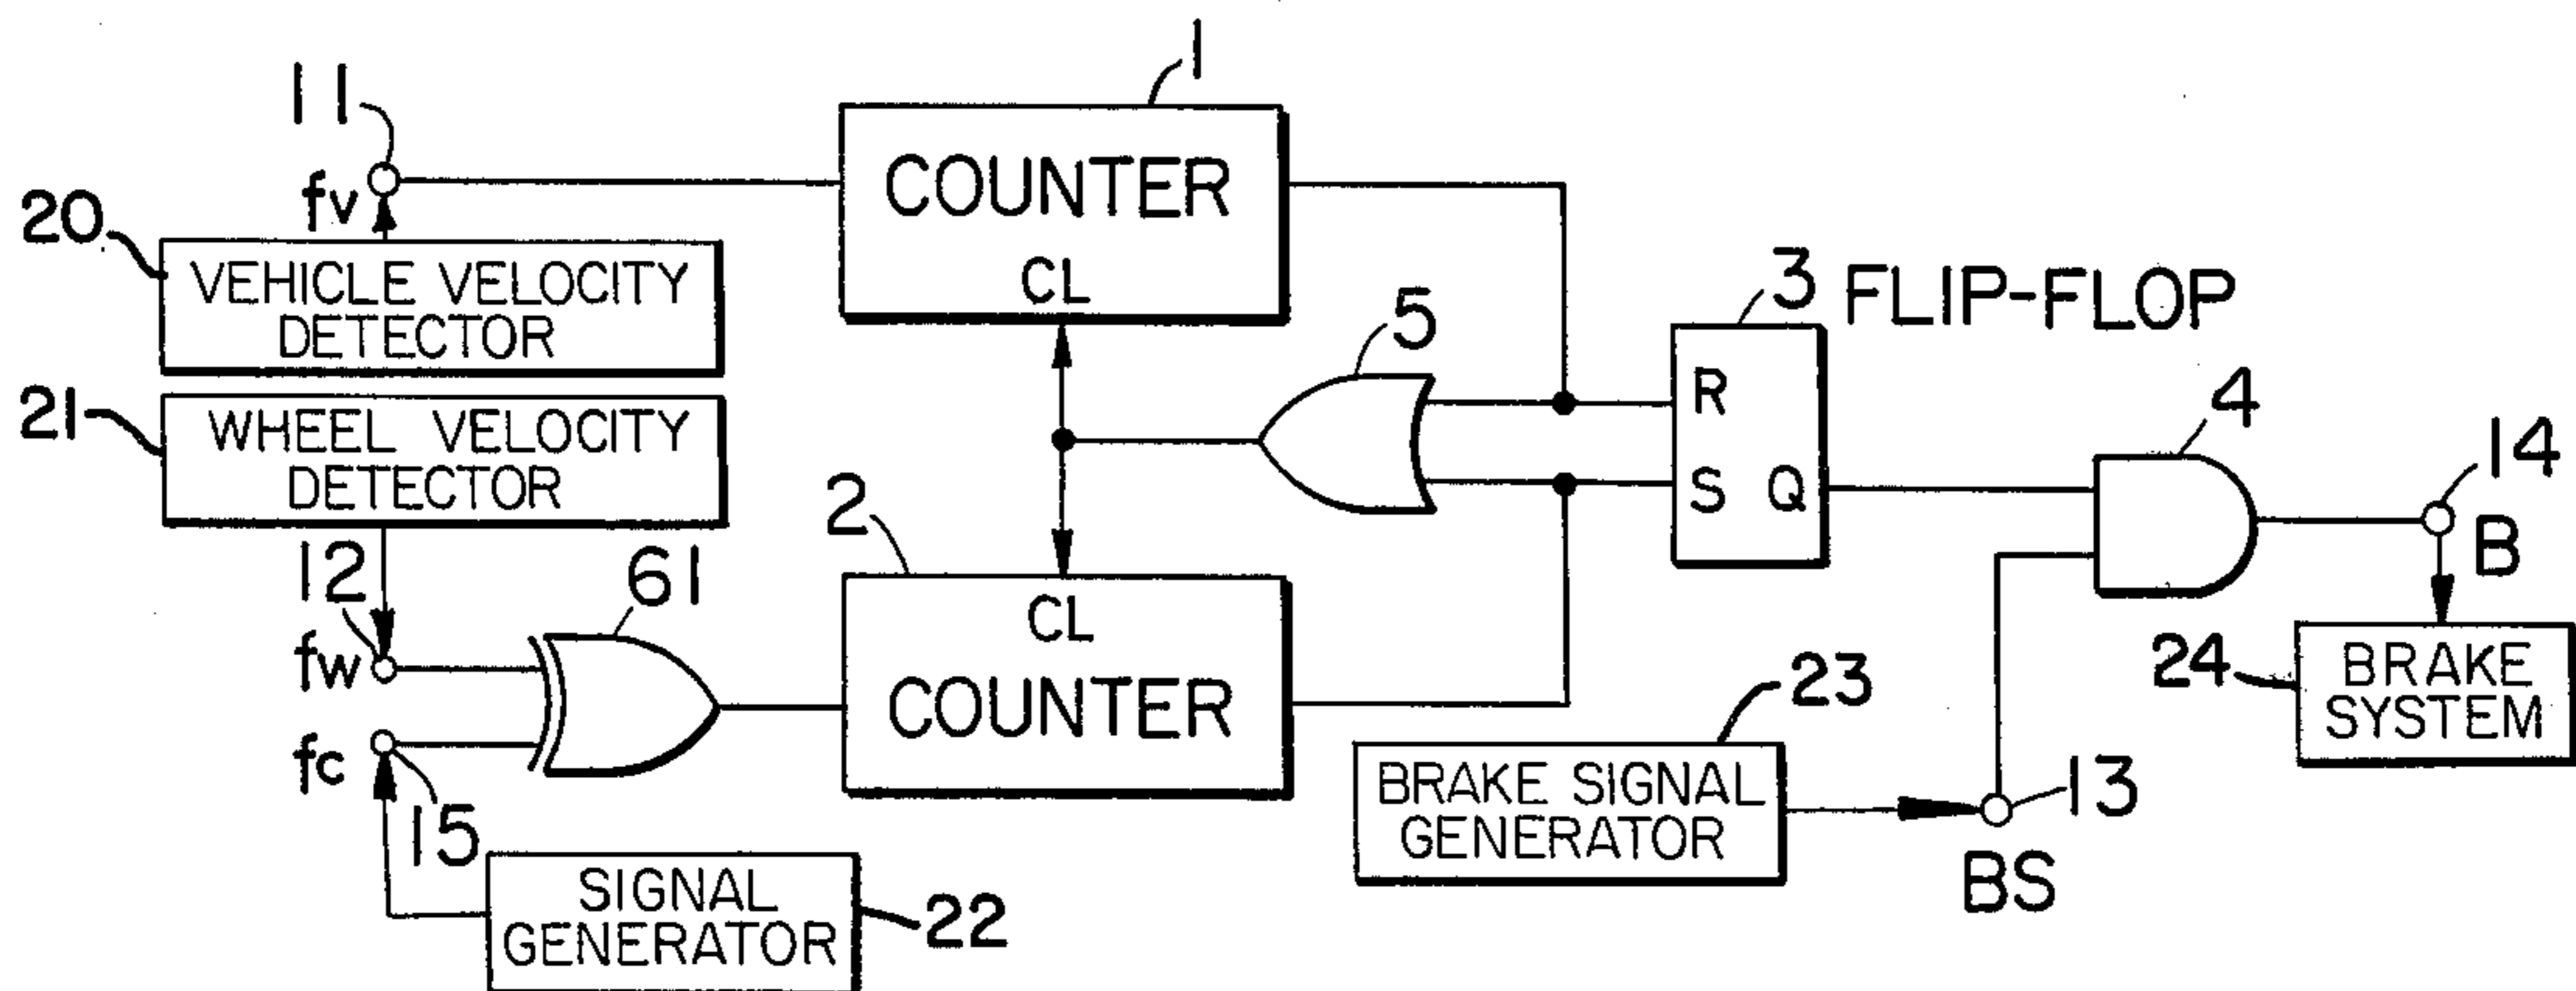 1
11
COUNTER
CL
fv
20
VEHICLE VELOCITY
DETECTOR
3 FLIP-FLOP
5
R
S Q
4
14
B
21
WHEEL VELOCITY
DETECTOR
2
12
61
fw
CL
COUNTER
fc
15
SIGNAL
GENERATOR
22
23
BRAKE SIGNAL
GENERATOR
13
BS
24
BRAKE
SYSTEM